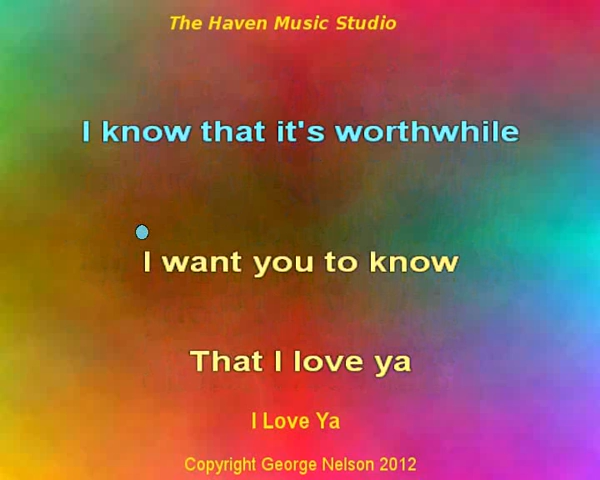 The Haven Music Studio
I know that it's worthwhile
I want you to know
That I love ya
I Love Ya
Copyright George Nelson 2012